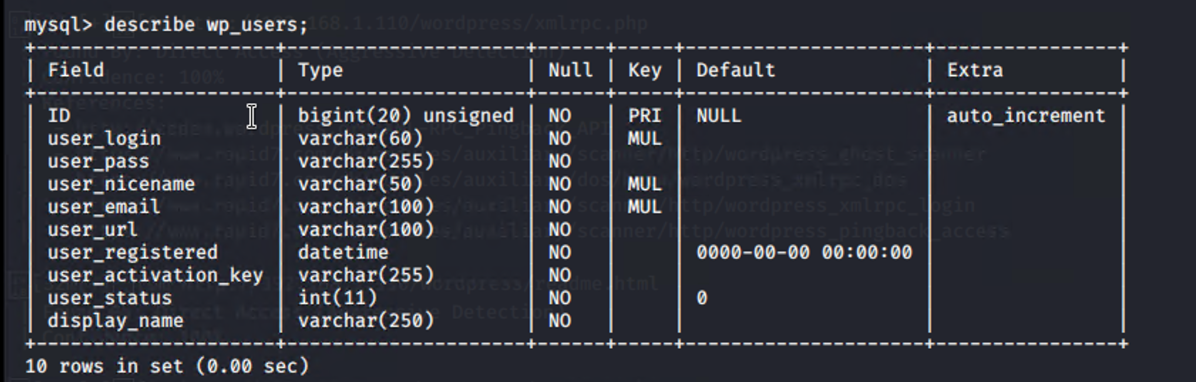 mysql> describe wp_users;
+---------------------+---------------------+------+-----+---------------------+----------------+
| Field | Type | Null | Key | Default | Extra |
+---------------------+---------------------+------+-----+---------------------+----------------+
| ID | bigint(20) unsigned | NO | PRI | NULL | auto_increment |
| user_login | varchar(60) | NO | MUL | | |
| user_pass | varchar(255) | NO | | | |
| user_nicename | varchar(50) | NO | MUL | | |
| user_email | varchar(100) | NO | MUL | | |
| user_url | varchar(100) | NO | | | |
| user_registered | datetime | NO | | 0000-00-00 00:00:00 | |
| user_activation_key | varchar(255) | NO | | | |
| user_status | int(11) | NO | | 0 | |
| display_name | varchar(250) | NO | | | |
+---------------------+---------------------+------+-----+---------------------+----------------+
10 rows in set (0.00 sec)